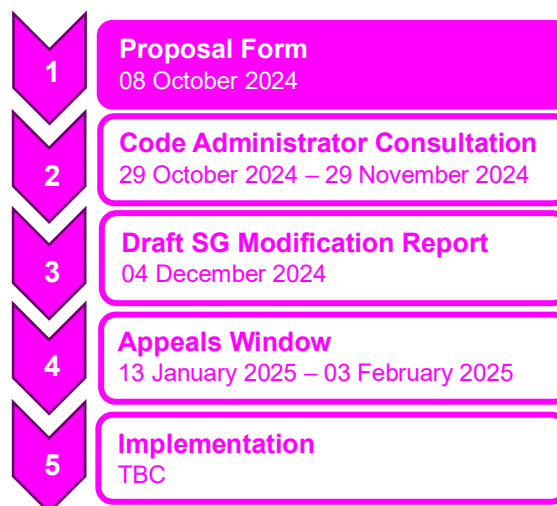 1
Proposal Form
08 October 2024
2
Code Administrator Consultation
29 October 2024 – 29 November 2024
3
Draft SG Modification Report
04 December 2024
4
Appeals Window
13 January 2025 – 03 February 2025
5
Implementation
TBC